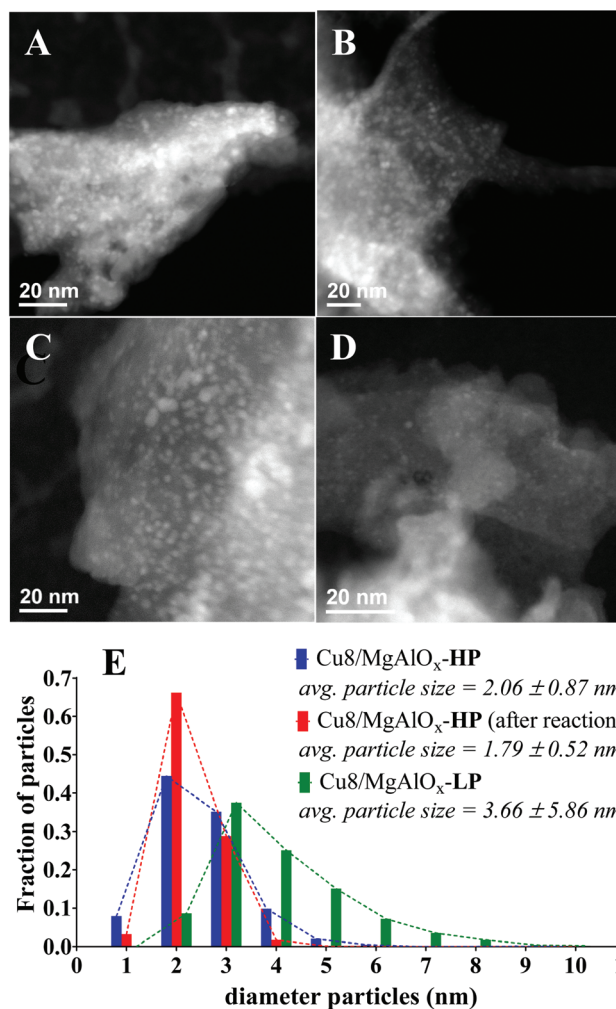 A
B
20 nm
20 nm
C
C
D
20 nm
20 nm
E
Cu8/MgAlOx-HP
avg. particle size = 2.06 ± 0.87 nm
Cu8/MgAlOx-HP (after reaction
avg. particle size = 1.79 ± 0.52 nm
Cu8/MgAlOx-LP
avg. particle size = 3.66 ± 5.86 nm
Fraction of particles
0.7
0.6
0.5
0.4
0.3
0.2
0.1
0.0
0 1 2 3 4 5 6 7 8 9 10
diameter particles (nm)